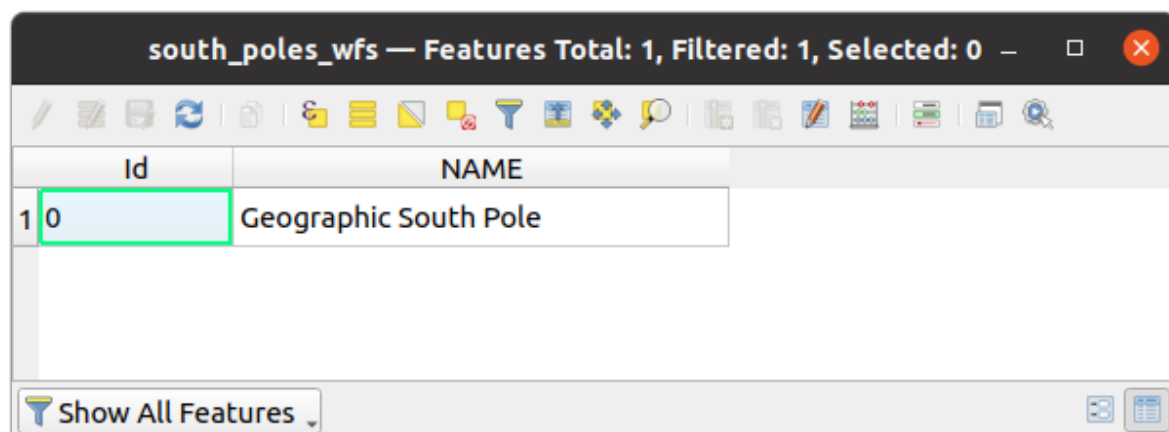 south_poles_wfs — Features Total: 1, Filtered: 1, Selected: 0
Id NAME
1 0 Geographic South Pole
Show All Features